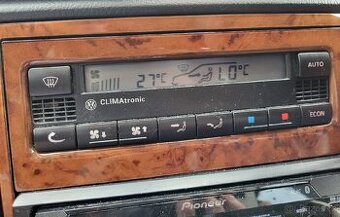 27°C LO°C
AUTO
CLIMAtronic
ECON
Pioneer